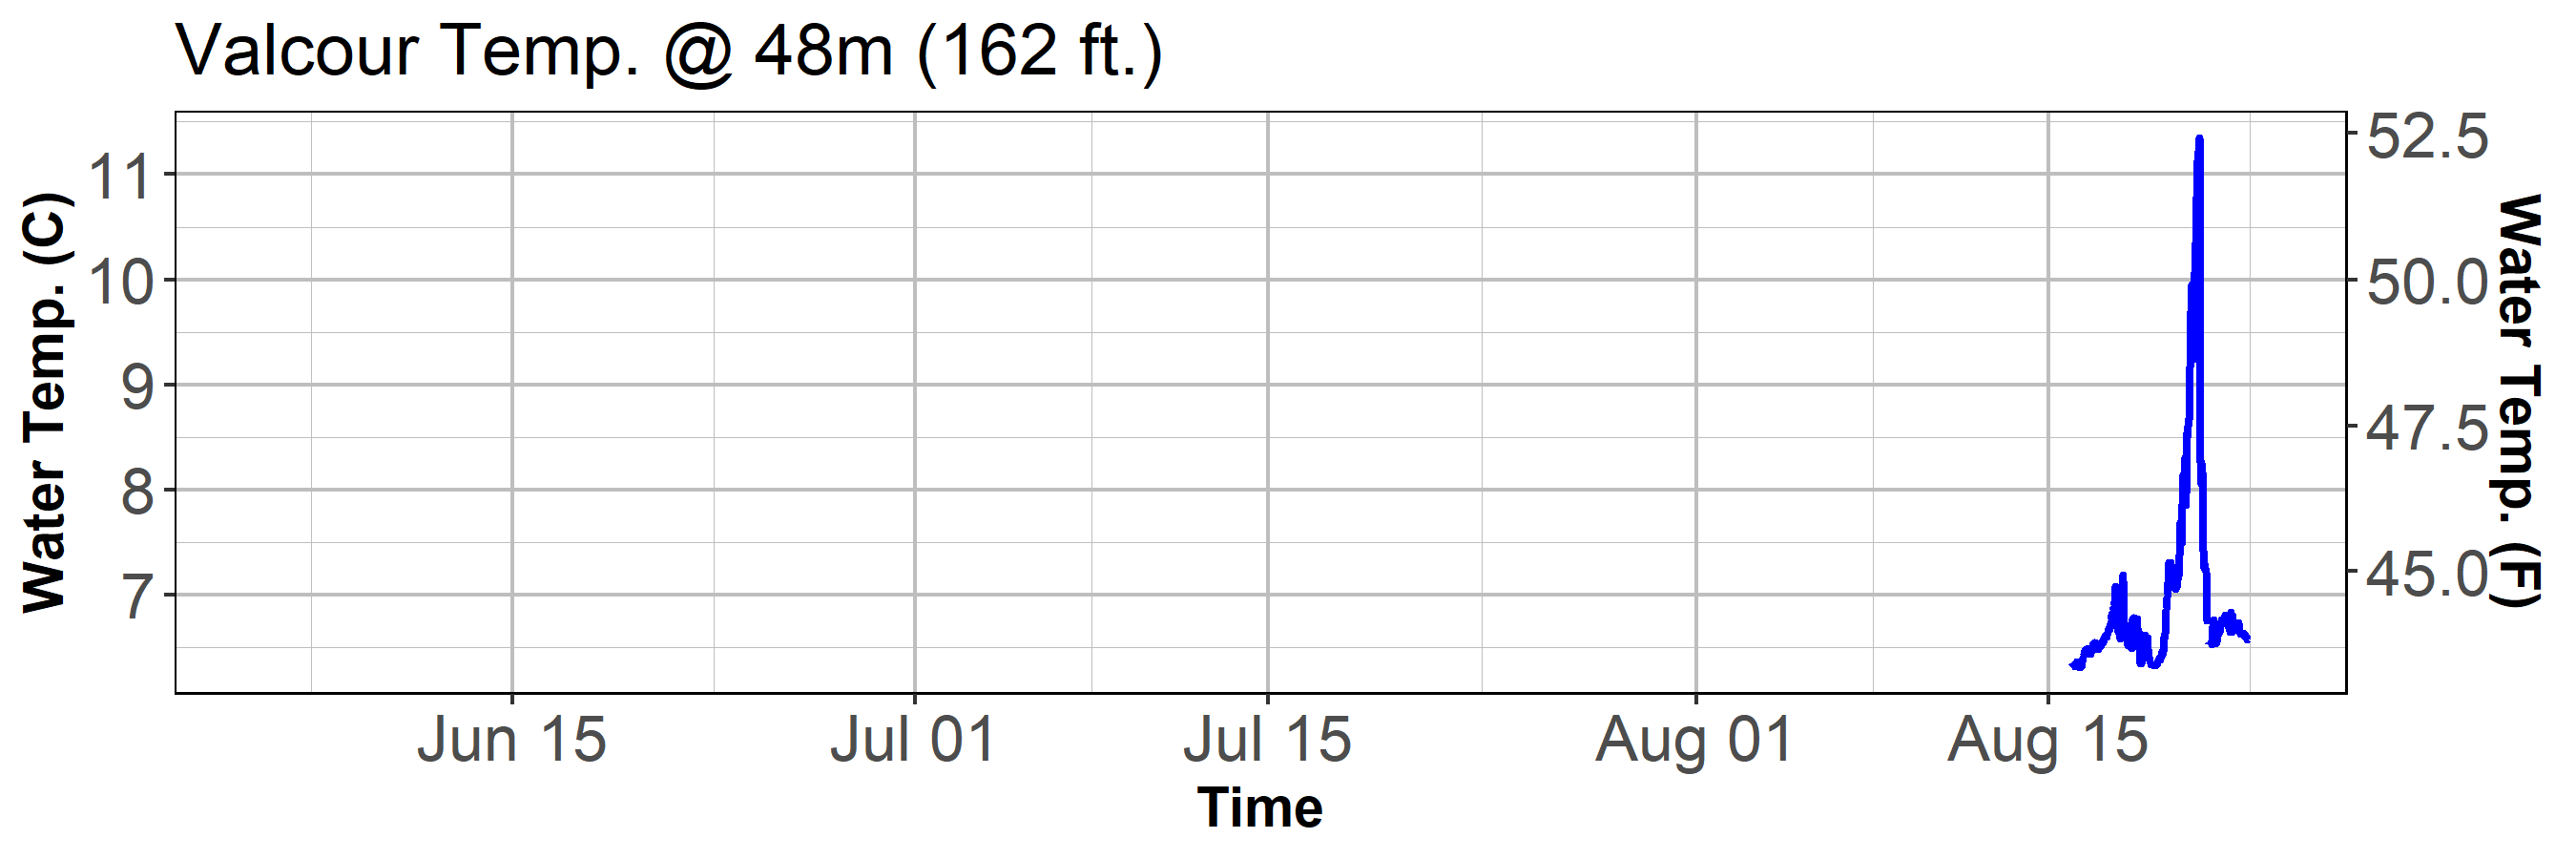 Valcour Temp. @ 48m (162 ft.)
Water Temp. (C)
11
10
9
8
7
52.5
50.0
47.5
45.0
Water Temp. (F)
Jun 15
Jul 01
Jul 15
Aug 01
Aug 15
Time